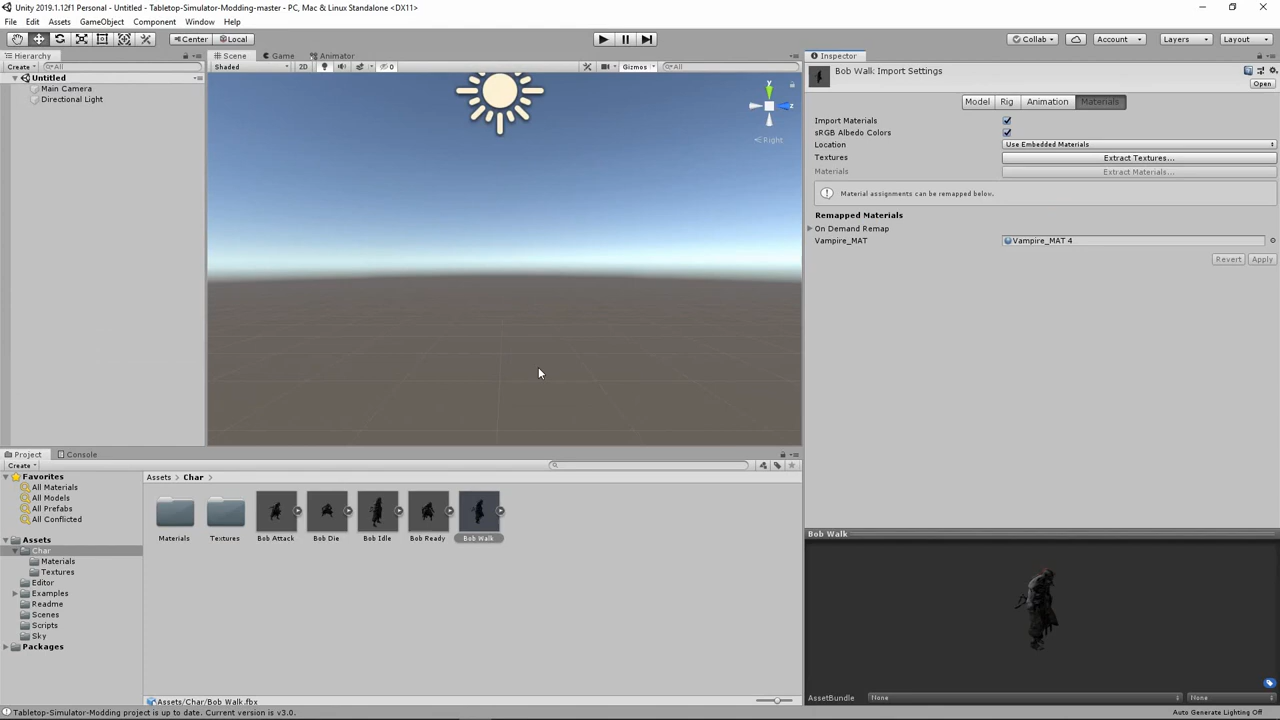 Unity 2019.1.12f1 Personal - Untitled - Tabletop-Simulator-Modding-master - PC, Mac & Linux Standalone <DX11>
File Edit Assets GameObject Component Window Help
Center Local
Collab Account Layers Layout
Hierarchy
Create All
Untitled
Main Camera
Directional Light
Scene Game Animator
Shaded 2D 0 Gizmos All
y
z
Right
Inspector
Bob Walk Import Settings
Open
Model Rig Animation Materials
Import Materials
sRGB Albedo Colors
Location Use Embedded Materials
Textures Extract Textures...
Materials Extract Materials...
Material assignments can be remapped below.
Remapped Materials
On Demand Remap
Vampire_MAT Vampire_MAT 4
Revert Apply
Project Console
Create
Favorites
All Materials
All Models
All Prefabs
All Conflicted
Assets
Char
Materials
Textures
Editor
Examples
Readme
Scenes
Scripts
Sky
Packages
Assets Char
Materials Textures Bob Attack Bob Die Bob Idle Bob Ready Bob Walk
Assets/Char/Bob Walk.fbx
Bob Walk
AssetBundle None None
Tabletop-Simulator-Modding project is up to date. Current version is v3.0.
Auto Generate Lighting Off